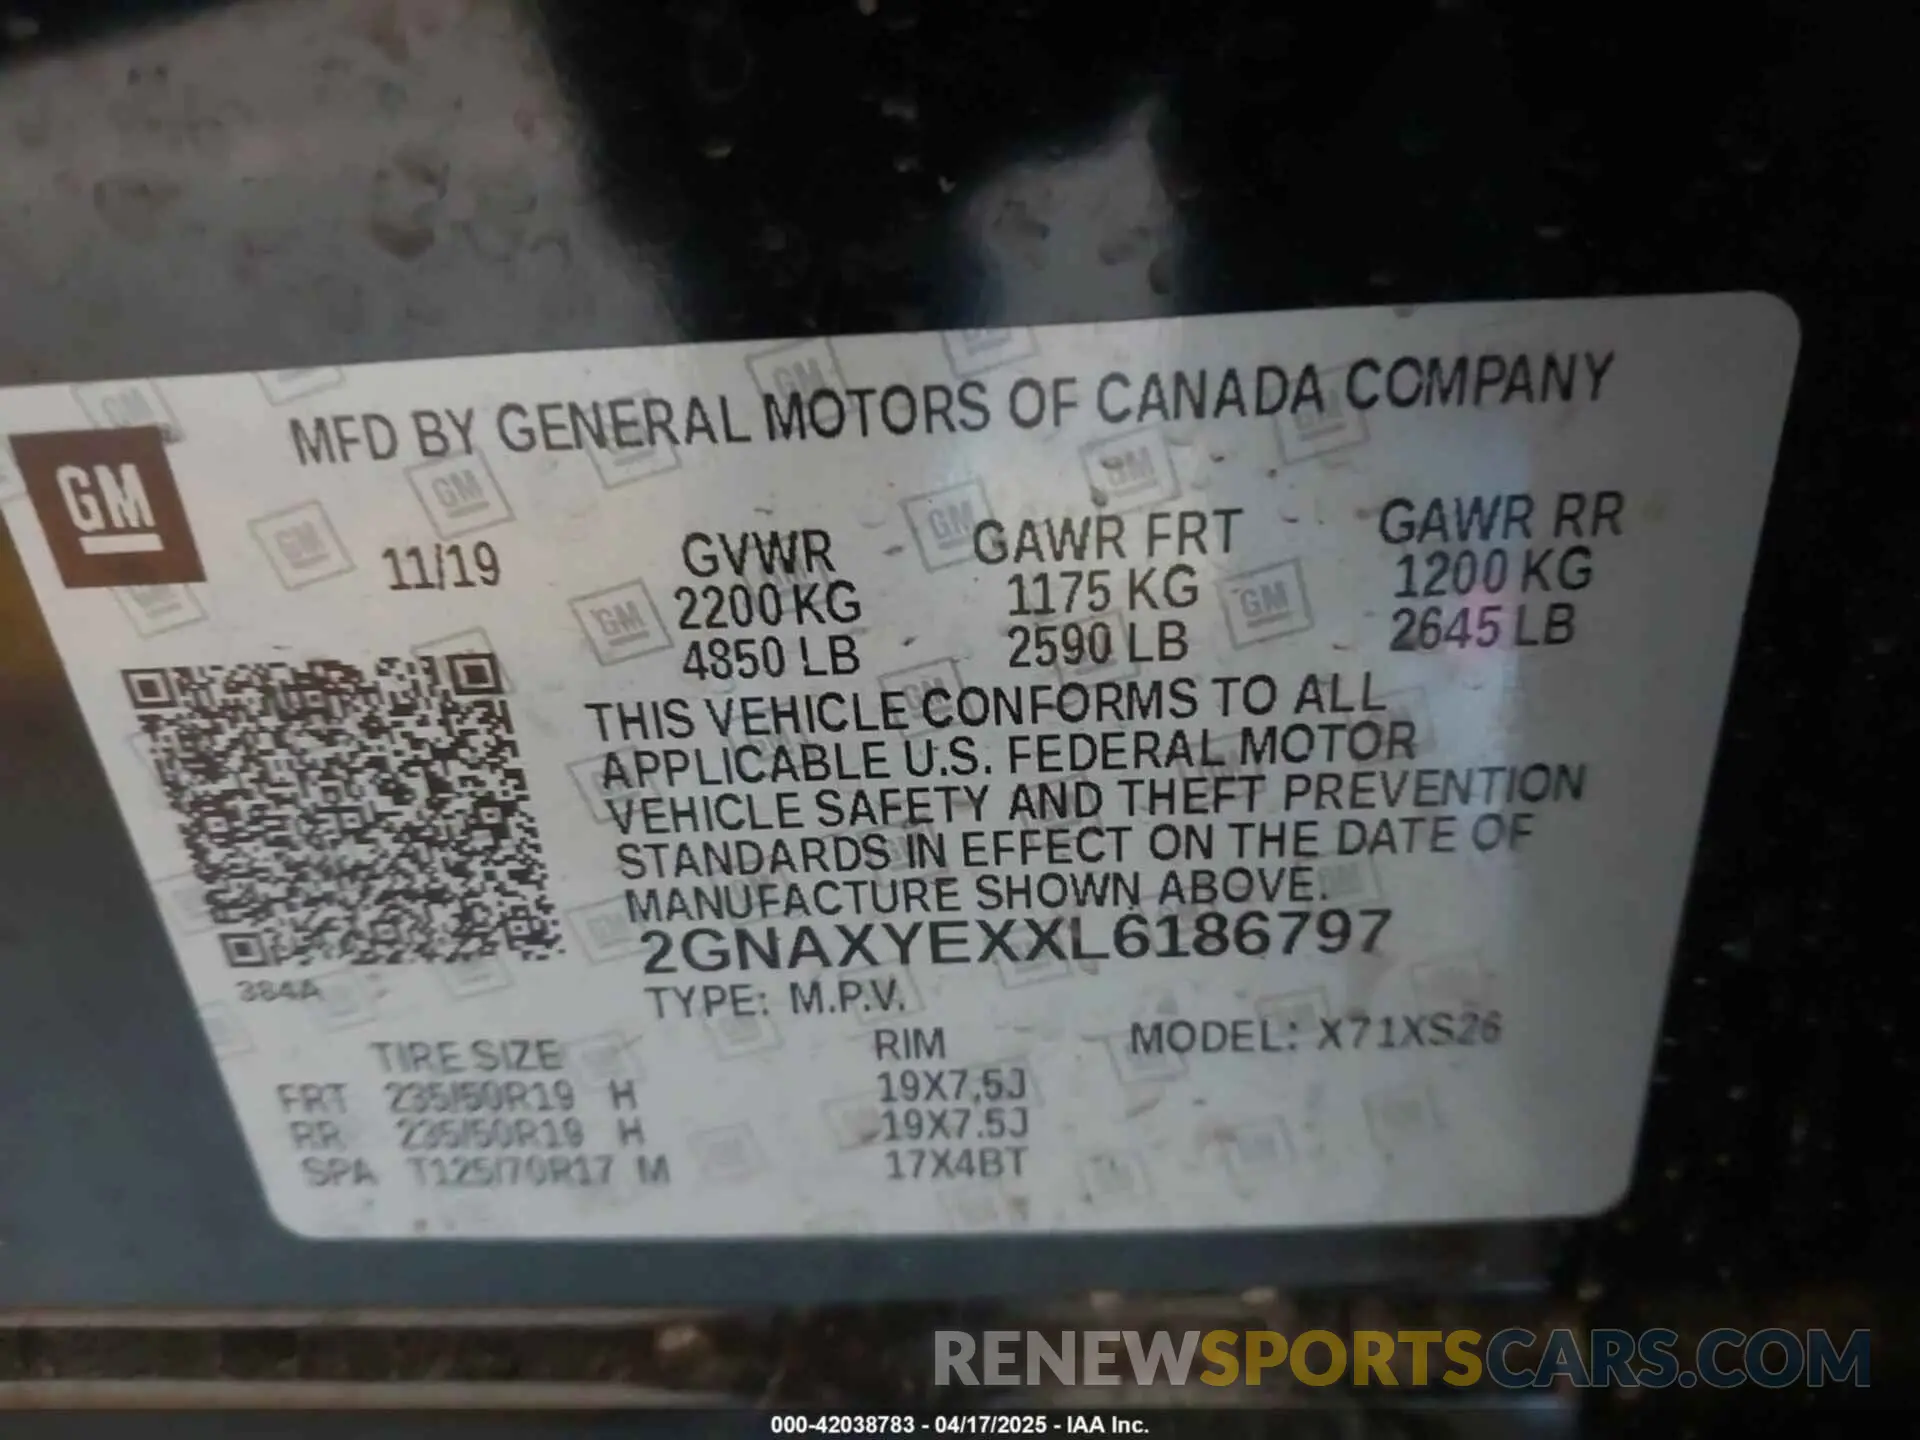 MFD BY GENERAL MOTORS OF CANADA COMPANY
GM
11/19
GVWR GAWR FRT GAWR RR
2200 KG 1175 KG 1200 KG
4850 LB 2590 LB 2645 LB
THIS VEHICLE CONFORMS TO ALL
APPLICABLE U.S. FEDERAL MOTOR
VEHICLE SAFETY AND THEFT PREVENTION
STANDARDS IN EFFECT ON THE DATE OF
MANUFACTURE SHOWN ABOVE.
2GNAXYEXXL6186797
384A
TYPE: M.P.V.
MODEL: X71XS26
TIRE SIZE RIM
FRT 235/50R19 H 19X7.5J
RR 235/50R19 H 19X7.5J
SPA T125/70R17 M 17X4BT
RENEWSPORTSCARS.COM
000-42038783 - 04/17/2025 - IAA Inc.